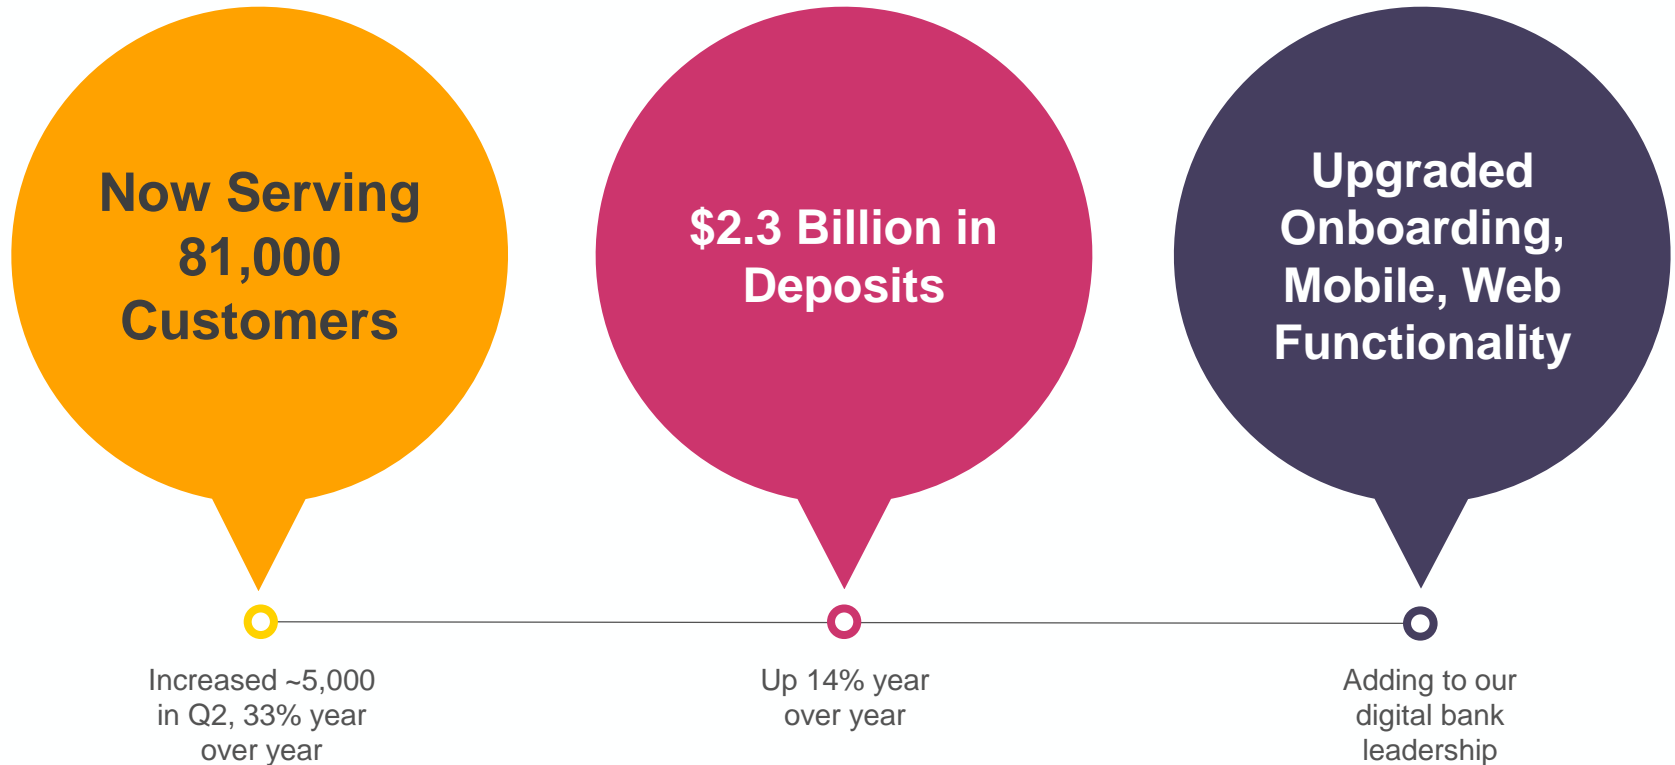 Now Serving
81,000
Customers
$2.3 Billion in
Deposits
Upgraded
Onboarding,
Mobile, Web
Functionality
Increased ~5,000
in Q2, 33% year
over year
Up 14% year
over year
Adding to our
digital bank
leadership